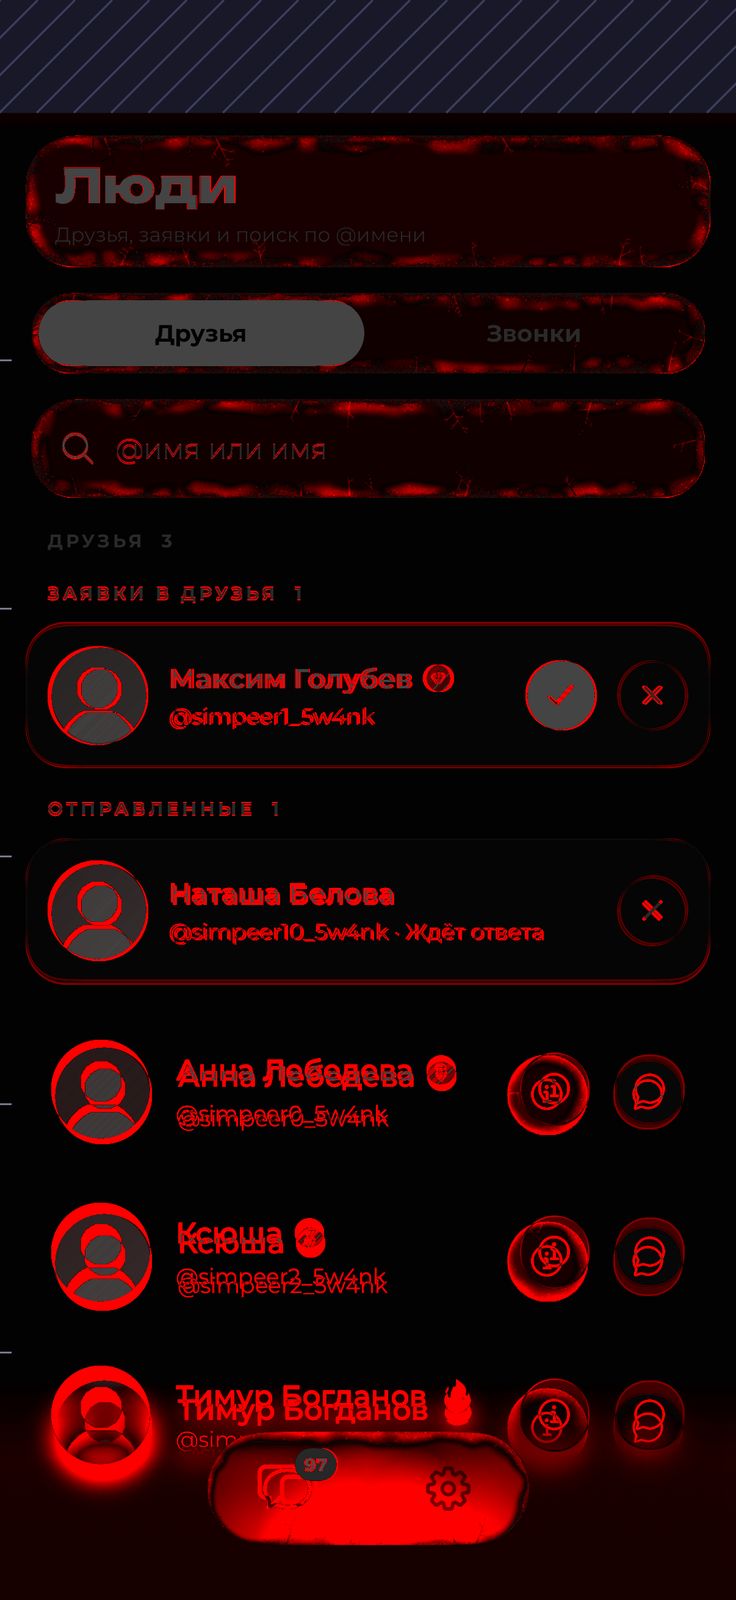 Люди
Друзья, заявки и поиск по @имени
Друзья
Звонки
@имя или имя
ДРУЗЬЯ 3
ЗАЯВКИ В ДРУЗЬЯ 1
Максим Голубев
@simpeer1_5w4nk
ОТПРАВЛЕННЫЕ 1
Наташа Белова
@simpeer10_5w4nk · Ждёт ответа
Анна Лебедева
@simpeer0_5w4nk
Ксюша
@simpeer2_5w4nk
Тимур Богданов
@sim
97